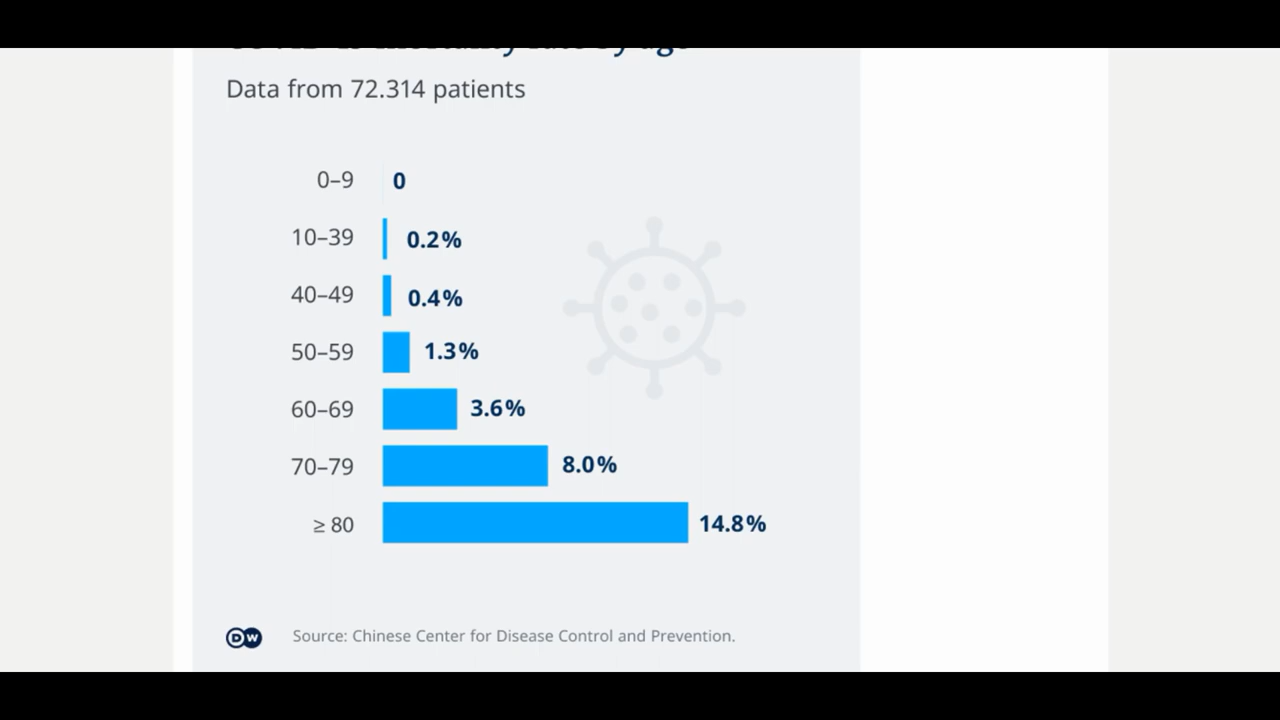 Data from 72.314 patients
0–9 0
10–39 0.2%
40–49 0.4%
50–59 1.3%
60–69 3.6%
70–79 8.0%
≥ 80 14.8%
DW Source: Chinese Center for Disease Control and Prevention.